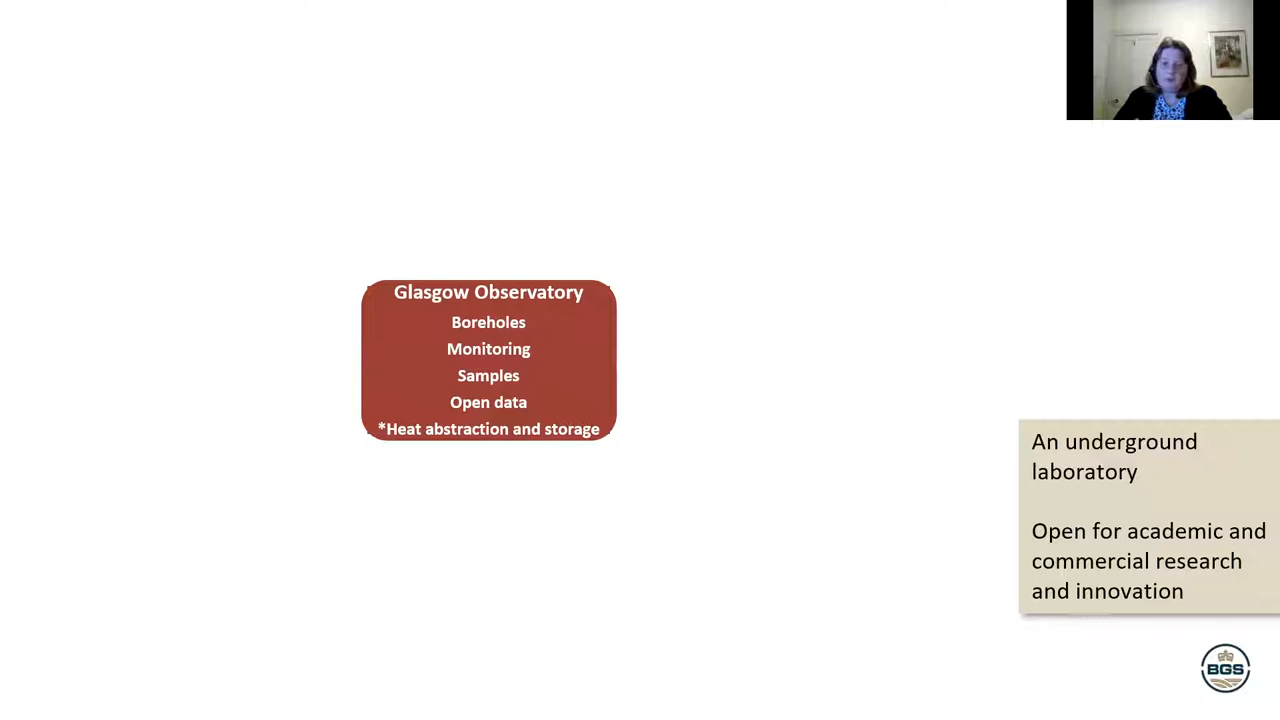 Glasgow Observatory
Boreholes
Monitoring
Samples
Open data
*Heat abstraction and storage
An underground
laboratory
Open for academic and
commercial research
and innovation
BGS